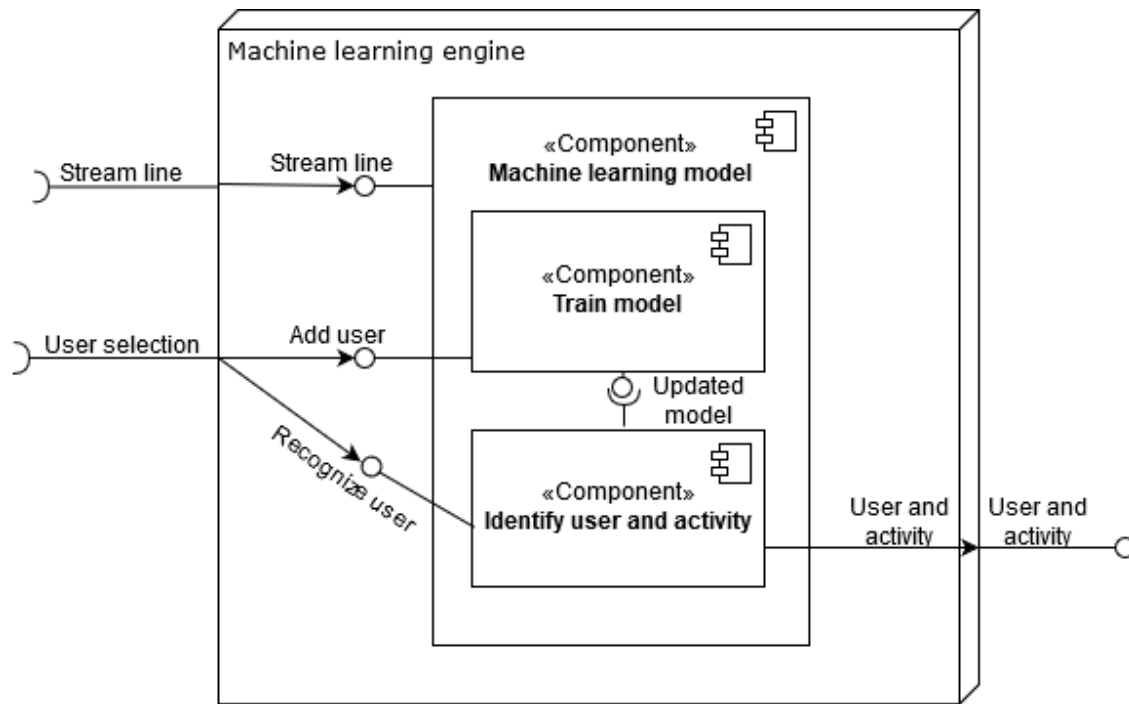 Machine learning engine
«Component»
Machine learning model
Stream line
Stream line
«Component»
Train model
User selection
Add user
Updated
model
Recognize user
«Component»
Identify user and activity
User and
activity
User and
activity